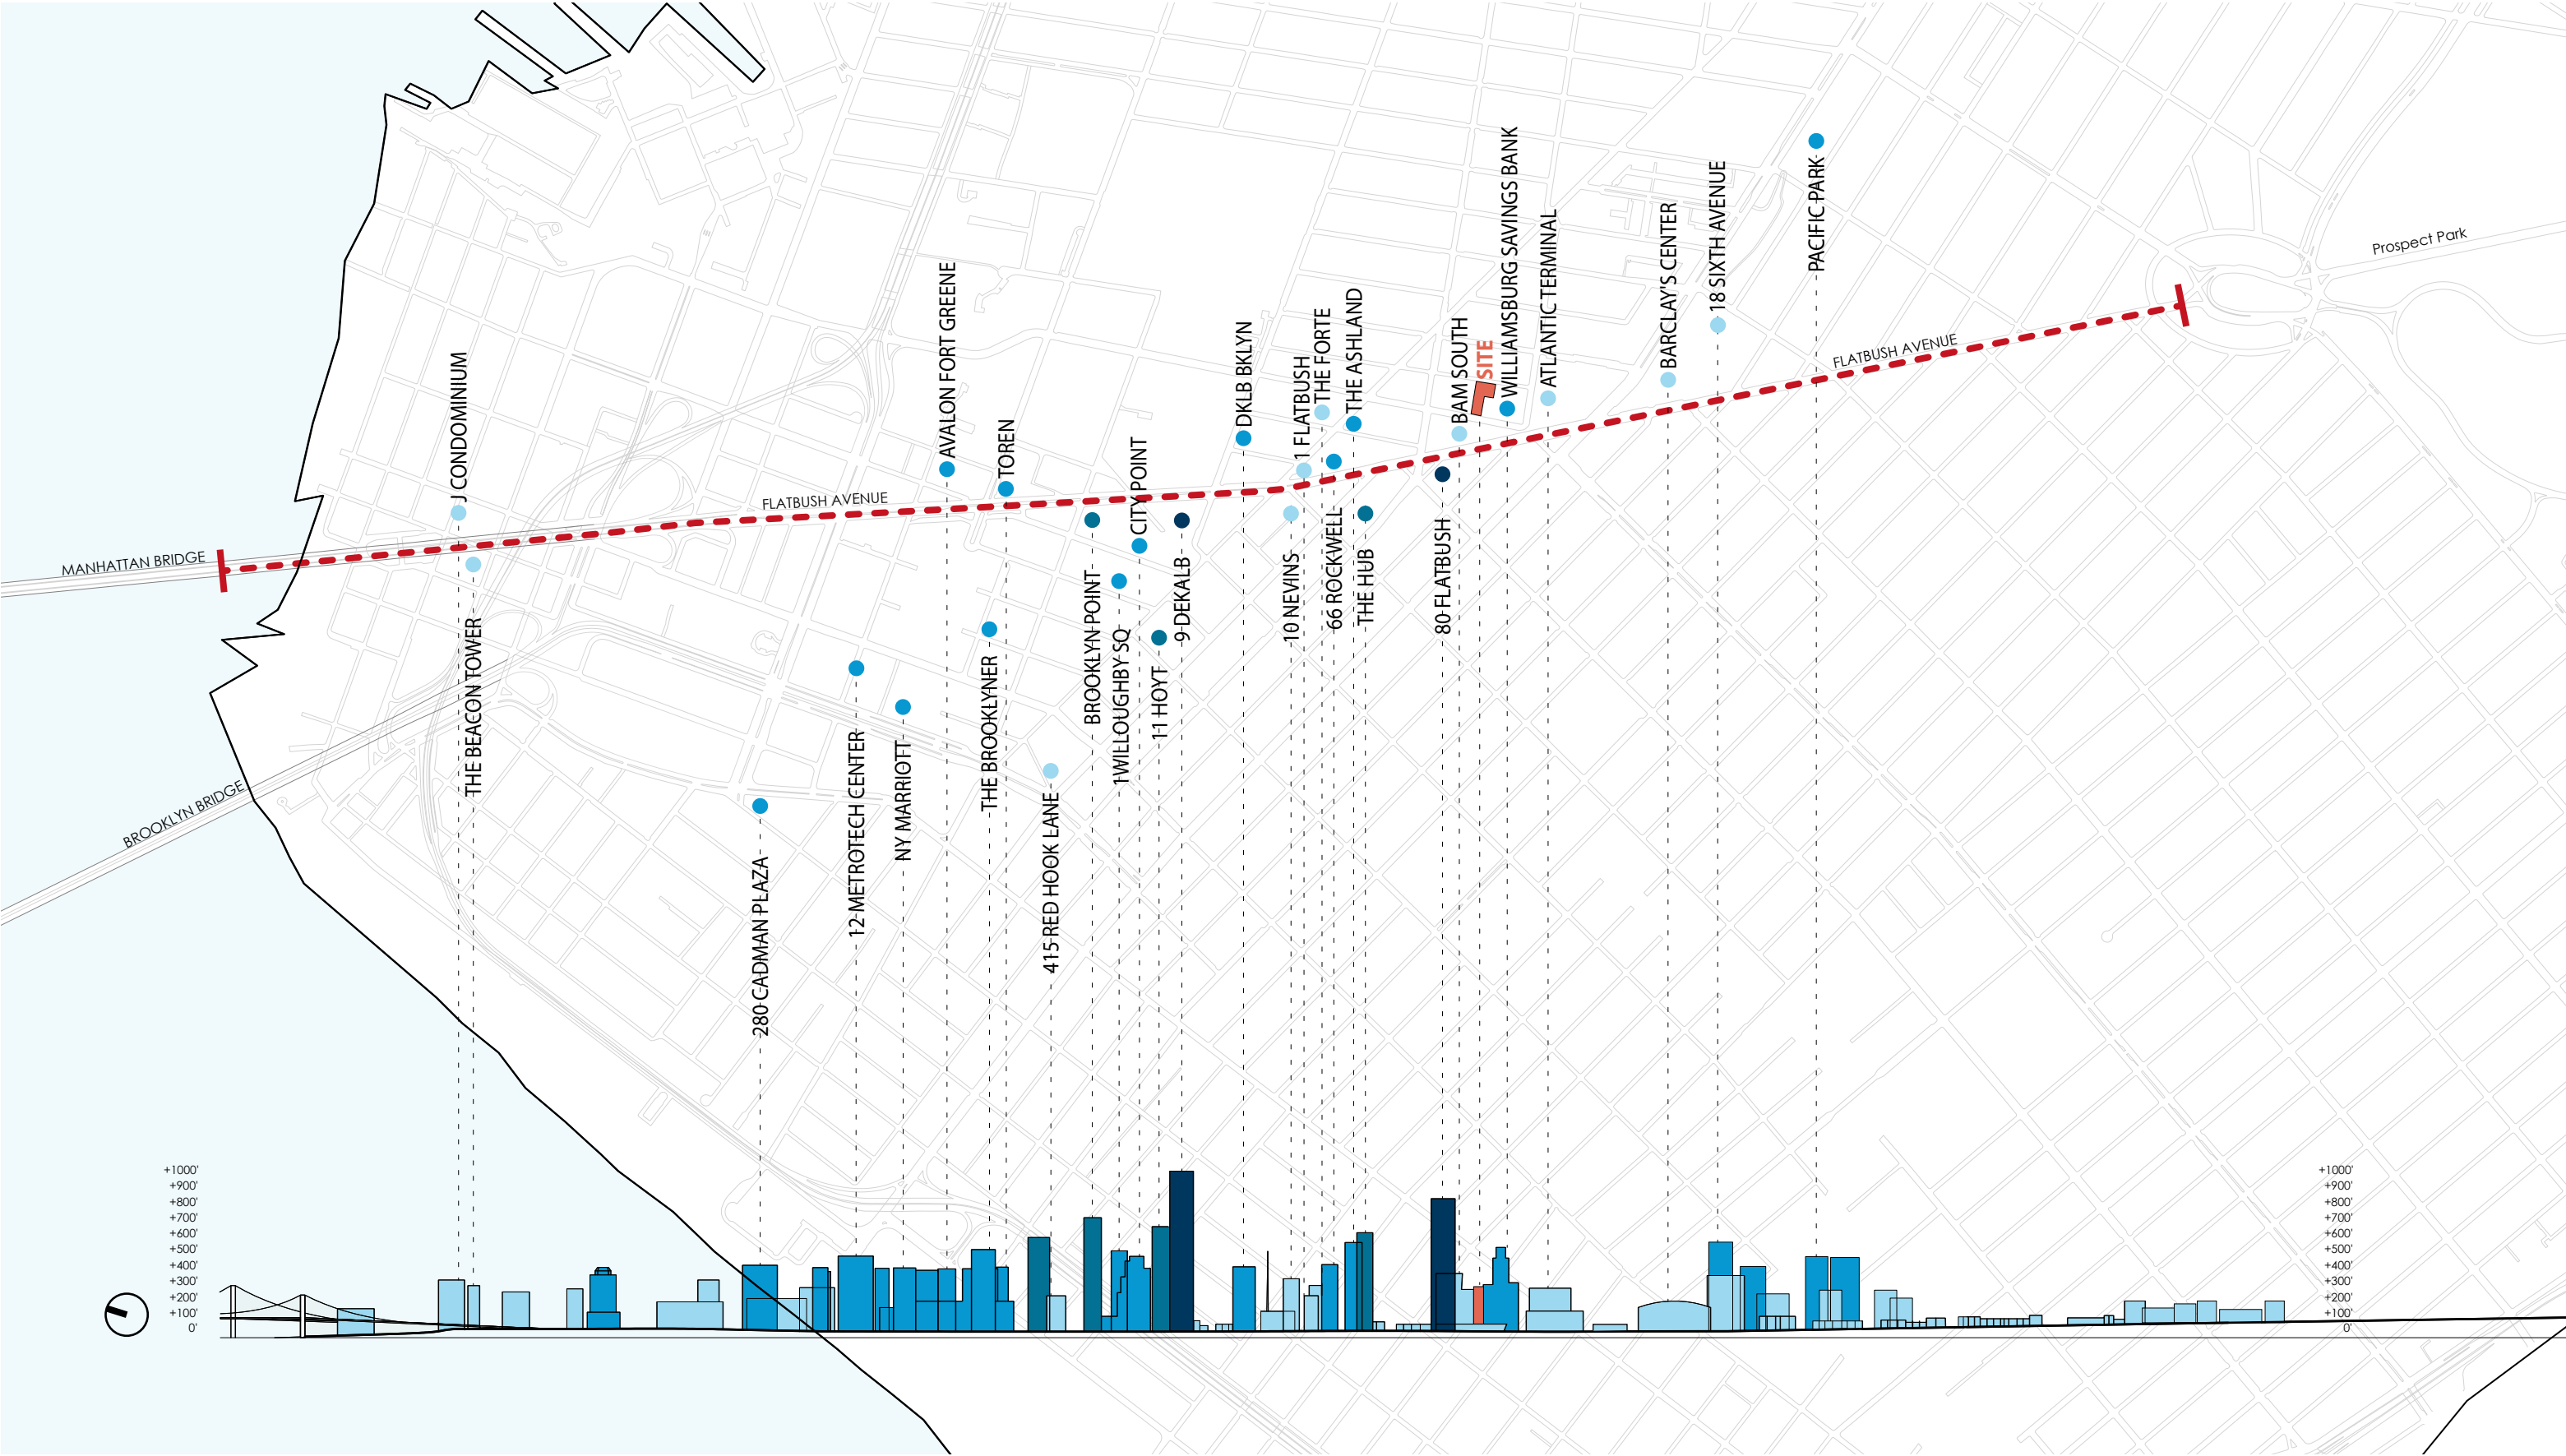 Prospect Park
FLATBUSH AVENUE
FLATBUSH AVENUE
MANHATTAN BRIDGE
BROOKLYN BRIDGE
J CONDOMINIUM
THE BEACON TOWER
280 CADMAN PLAZA
12 METROTECH CENTER
NY MARRIOTT
AVALON FORT GREENE
THE BROOKLYNER
TOREN
415 RED HOOK LANE
BROOKLYN POINT
1WILLOUGHBY SQ
CITY POINT
11 HOYT
9 DEKALB
DKLB BKLYN
10 NEVINS
1 FLATBUSH
THE FORTE
66 ROCKWELL
THE ASHLAND
THE HUB
80 FLATBUSH
BAM SOUTH
SITE
WILLIAMSBURG SAVINGS BANK
ATLANTIC TERMINAL
BARCLAY'S CENTER
18 SIXTH AVENUE
PACIFIC PARK
+1000'
+900'
+800'
+700'
+600'
+500'
+400'
+300'
+200'
+100'
0'
+1000'
+900'
+800'
+700'
+600'
+500'
+400'
+300'
+200'
+100'
0'